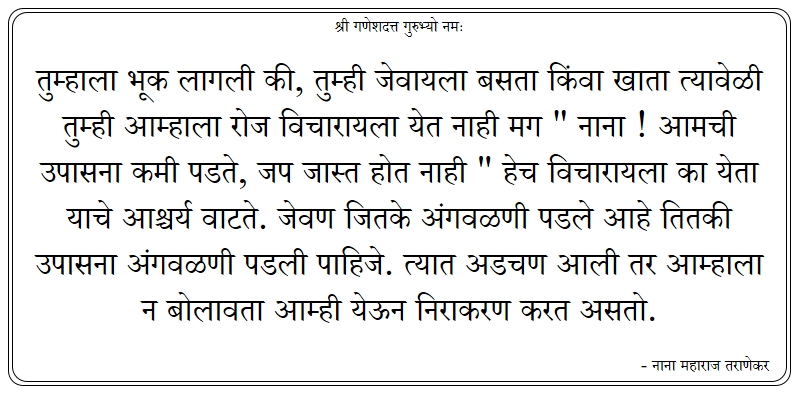 श्री गणेशदत्त गुरुभ्यो नमः
तुम्हाला भूक लागली की, तुम्ही जेवायला बसता किंवा खाता त्यावेळी
तुम्ही आम्हाला रोज विचारायला येत नाही मग " नाना ! आमची
उपासना कमी पडते, जप जास्त होत नाही " हेच विचारायला का येता
याचे आश्चर्य वाटते. जेवण जितके अंगवळणी पडले आहे तितकी
उपासना अंगवळणी पडली पाहिजे. त्यात अडचण आली तर आम्हाला
न बोलावता आम्ही येऊन निराकरण करत असतो.
- नाना महाराज तराणेकर